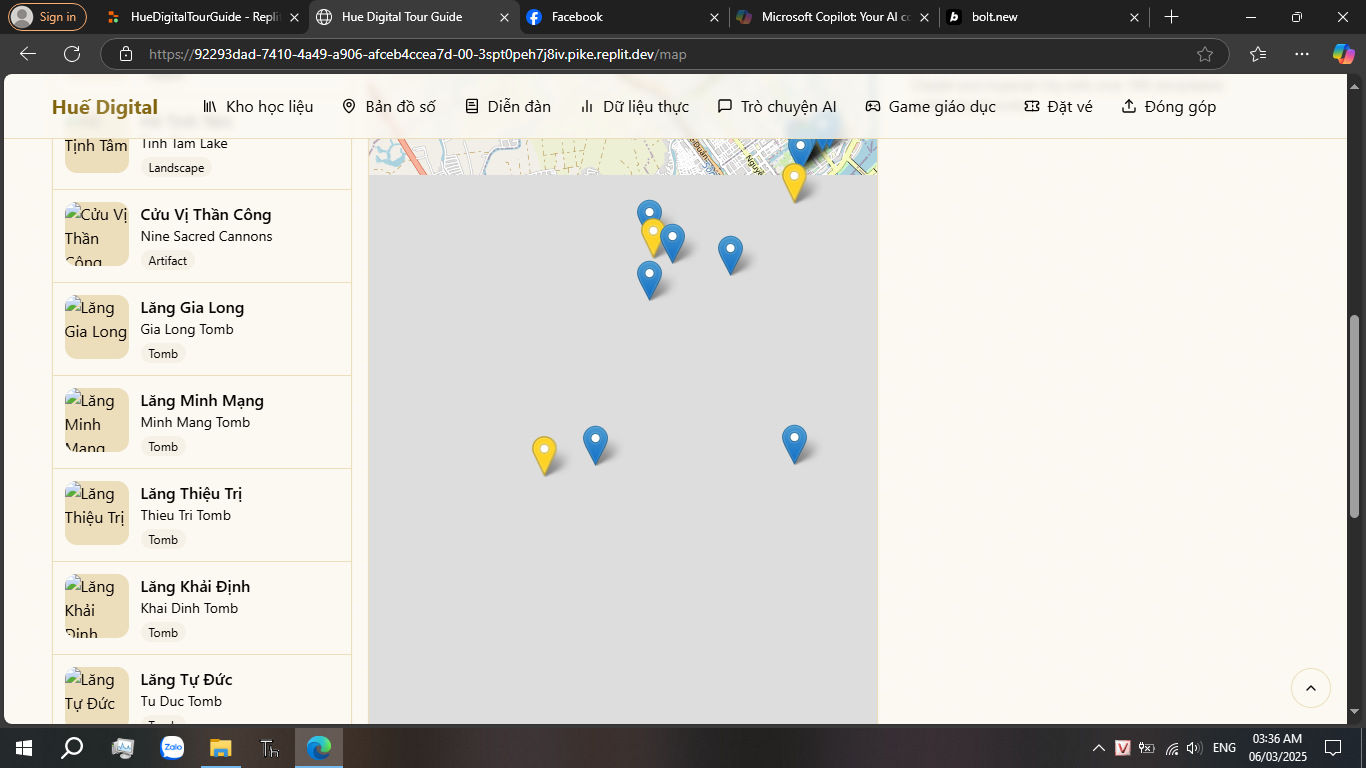 Sign in
HueDigitalTourGuide - Repli
Hue Digital Tour Guide
Facebook
Microsoft Copilot: Your AI co
bolt.new
https://92293dad-7410-4a49-a906-afceb4ccea7d-00-3spt0peh7j8iv.pike.replit.dev/map
Huế Digital
Kho học liệu
Bản đồ số
Diễn đàn
Dữ liệu thực
Trò chuyện AI
Game giáo dục
Đặt vé
Đóng góp
Tịnh Tâm
Tinh Tam Lake
Landscape
Cửu Vị
Thần
Công
Cửu Vị Thần Công
Nine Sacred Cannons
Artifact
Lăng
Gia Long
Lăng Gia Long
Gia Long Tomb
Tomb
Lăng
Minh
Mạng
Lăng Minh Mạng
Minh Mang Tomb
Tomb
Lăng
Thiệu Trị
Lăng Thiệu Trị
Thieu Tri Tomb
Tomb
Lăng
Khải
Định
Lăng Khải Định
Khai Dinh Tomb
Tomb
Lăng
Tự Đức
Lăng Tự Đức
Tu Duc Tomb
Tomb
Zalo
Th
V
ENG
03:36 AM
06/03/2025